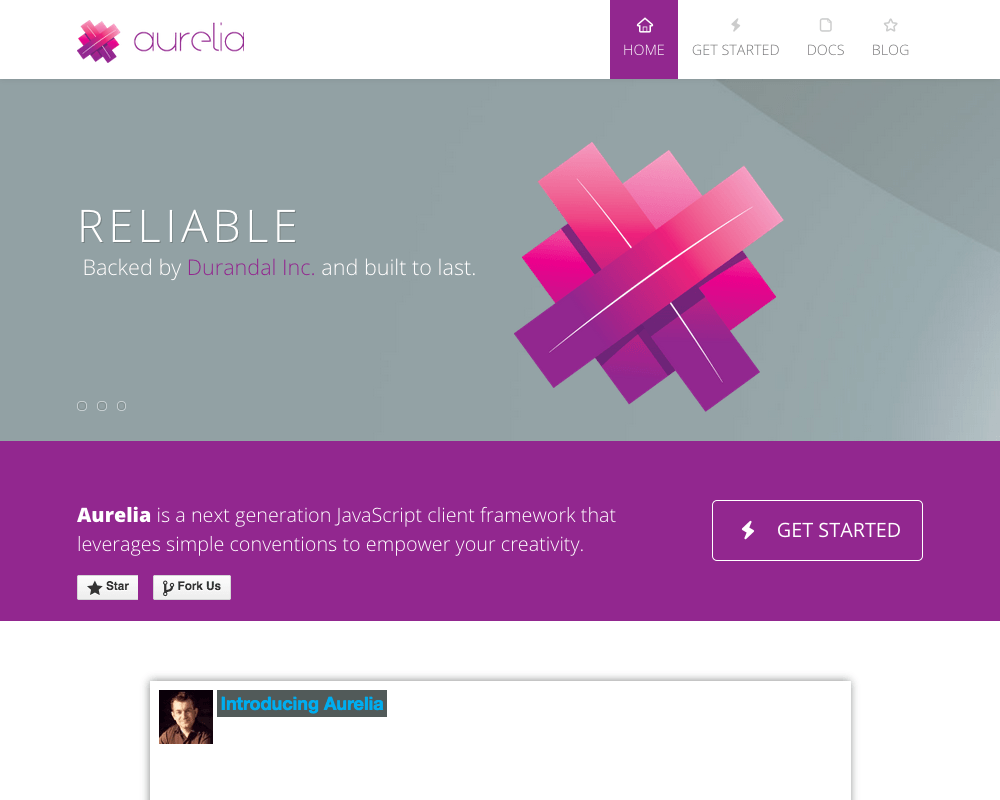 aurelia
HOME
GET STARTED
DOCS
BLOG
RELIABLE
Backed by Durandal Inc. and built to last.
Aurelia is a next generation JavaScript client framework that
leverages simple conventions to empower your creativity.
GET STARTED
Star
Fork Us
Introducing Aurelia